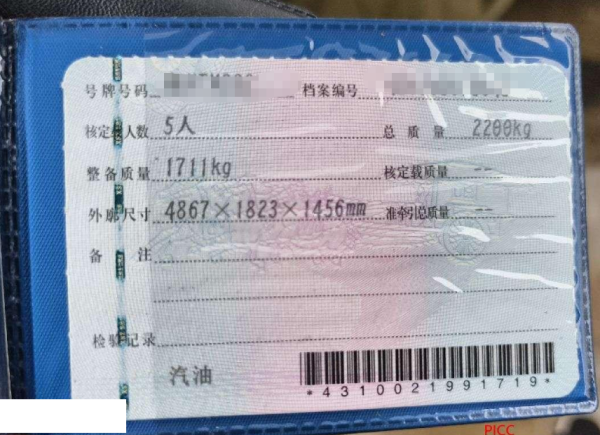 号牌号码 档案编号
核定载人数 5人 总质量 2200kg
整备质量 1711kg 核定载质量 --
外廓尺寸 4867×1823×1456mm 准牵引总质量 --
备注
检验记录
汽油
*4310021991719*
PICC